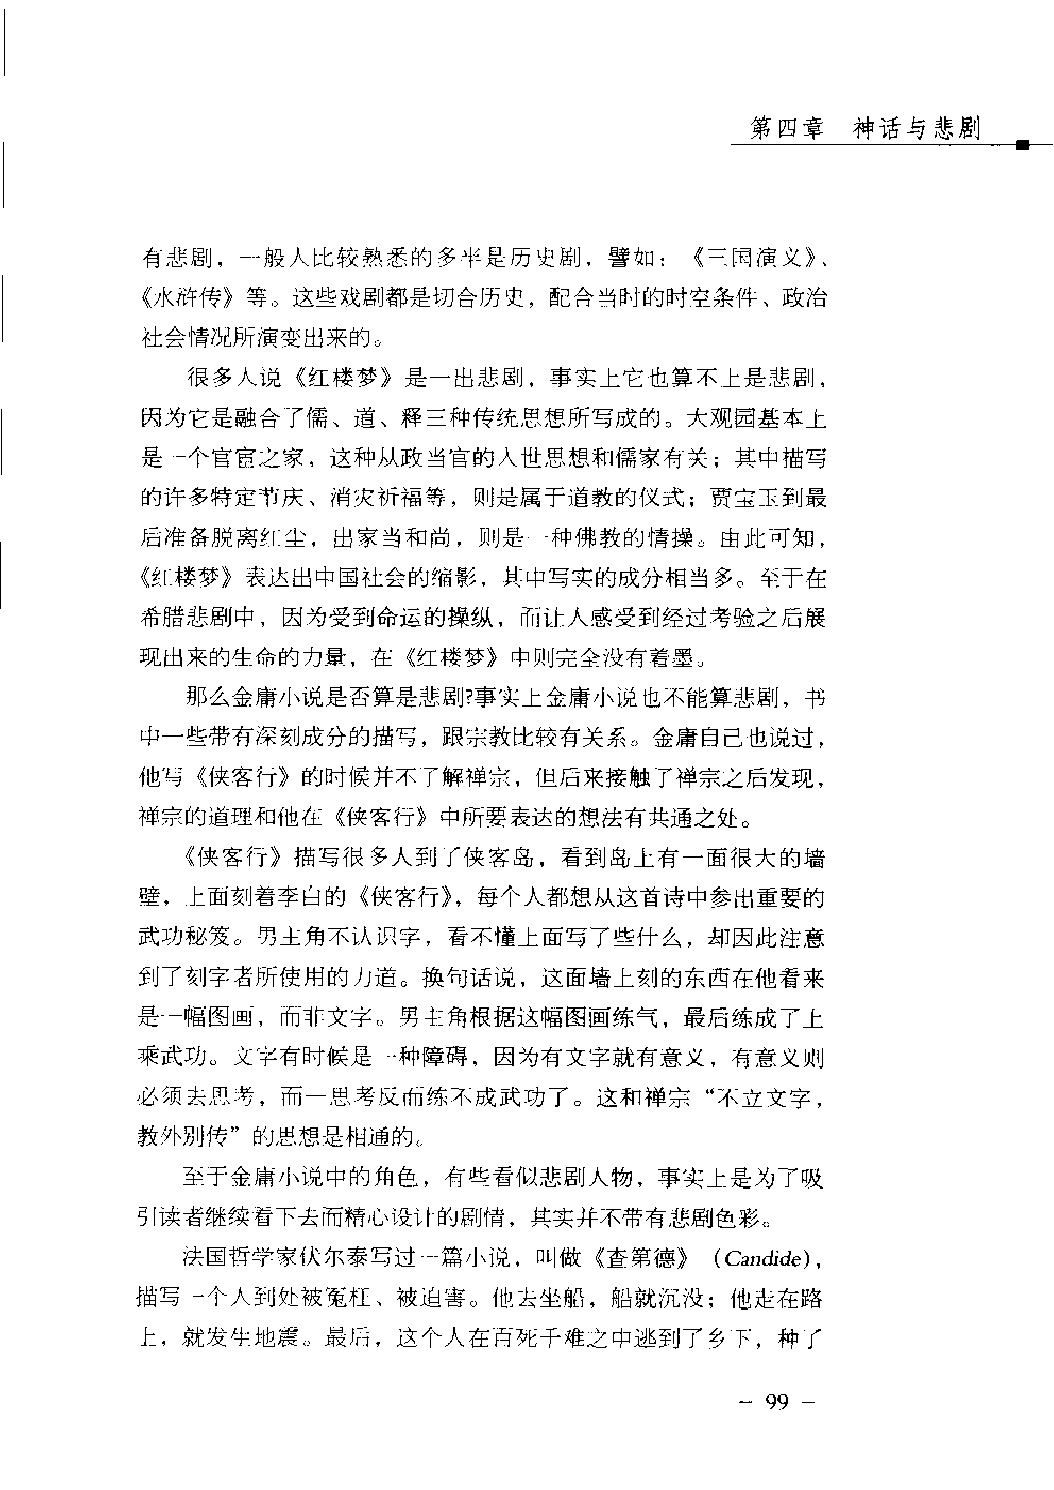 第四章　神话与悲剧
有悲剧，一般人比较熟悉的多半是历史剧，譬如：《三国演义》、
《水浒传》等。这些戏剧都是切合历史，配合当时的时空条件、政治
社会情况所演变出来的。
很多人说《红楼梦》是一出悲剧，事实上它也算不上是悲剧，
因为它是融合了儒、道、释三种传统思想所写成的。大观园基本上
是一个官宦之家，这种从政当官的入世思想和儒家有关；其中描写
的许多特定节庆、消灾祈福等，则是属于道教的仪式；贾宝玉到最
后准备脱离红尘，出家当和尚，则是一种佛教的情操。由此可知，
《红楼梦》表达出中国社会的缩影，其中写实的成分相当多。至于在
希腊悲剧中，因为受到命运的操纵，而让人感受到经过考验之后展
现出来的生命的力量，在《红楼梦》中则完全没有着墨。
那么金庸小说是否算是悲剧?事实上金庸小说也不能算悲剧，书
中一些带有深刻成分的描写，跟宗教比较有关系。金庸自己也说过，
他写《侠客行》的时候并不了解禅宗，但后来接触了禅宗之后发现，
禅宗的道理和他在《侠客行》中所要表达的想法有共通之处。
《侠客行》描写很多人到了侠客岛，看到岛上有一面很大的墙
壁，上面刻着李白的《侠客行》，每个人都想从这首诗中参出重要的
武功秘笈。男主角不认识字，看不懂上面写了些什么，却因此注意
到了刻字者所使用的力道。换句话说，这面墙上刻的东西在他看来
是一幅图画，而非文字。男主角根据这幅图画练气，最后练成了上
乘武功。文字有时候是一种障碍，因为有文字就有意义，有意义则
必须去思考，而一思考反而练不成武功了。这和禅宗“不立文字，
教外别传”的思想是相通的。
至于金庸小说中的角色，有些看似悲剧人物，事实上是为了吸
引读者继续看下去而精心设计的剧情，其实并不带有悲剧色彩。
法国哲学家伏尔泰写过一篇小说，叫做《查第德》（Candide），
描写一个人到处被冤枉、被迫害。他去坐船，船就沉没；他走在路
上，就发生地震。最后，这个人在百死千难之中逃到了乡下，种了
－ 99 －